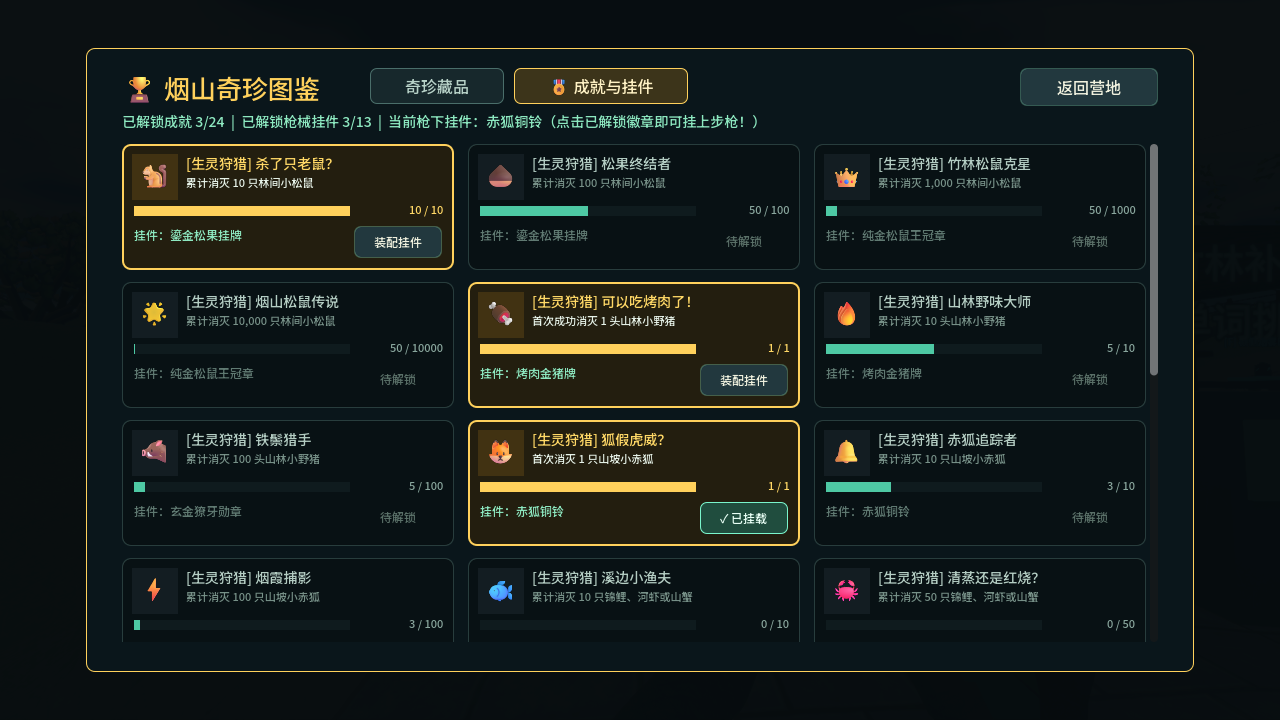 烟山奇珍图鉴
奇珍藏品
成就与挂件
返回营地
已解锁成就 3/24 | 已解锁枪械挂件 3/13 | 当前枪下挂件：赤狐铜铃（点击已解锁徽章即可挂上步枪！）
[生灵狩猎] 杀了只老鼠？
累计消灭 10 只林间小松鼠
10 / 10
挂件：鎏金松果挂牌
装配挂件
[生灵狩猎] 松果终结者
累计消灭 100 只林间小松鼠
50 / 100
挂件：鎏金松果挂牌
待解锁
[生灵狩猎] 竹林松鼠克星
累计消灭 1,000 只林间小松鼠
50 / 1000
挂件：纯金松鼠王冠章
待解锁
[生灵狩猎] 烟山松鼠传说
累计消灭 10,000 只林间小松鼠
50 / 10000
挂件：纯金松鼠王冠章
待解锁
[生灵狩猎] 可以吃烤肉了！
首次成功消灭 1 头山林小野猪
1 / 1
挂件：烤肉金猪牌
装配挂件
[生灵狩猎] 山林野味大师
累计消灭 10 头山林小野猪
5 / 10
挂件：烤肉金猪牌
待解锁
[生灵狩猎] 铁鬃猎手
累计消灭 100 头山林小野猪
5 / 100
挂件：玄金獠牙勋章
待解锁
[生灵狩猎] 狐假虎威？
首次消灭 1 只山坡小赤狐
1 / 1
挂件：赤狐铜铃
✓已挂载
[生灵狩猎] 赤狐追踪者
累计消灭 10 只山坡小赤狐
3 / 10
挂件：赤狐铜铃
待解锁
[生灵狩猎] 烟霞捕影
累计消灭 100 只山坡小赤狐
3 / 100
[生灵狩猎] 溪边小渔夫
累计消灭 10 只锦鲤、河虾或山蟹
0 / 10
[生灵狩猎] 清蒸还是红烧？
累计消灭 50 只锦鲤、河虾或山蟹
0 / 50